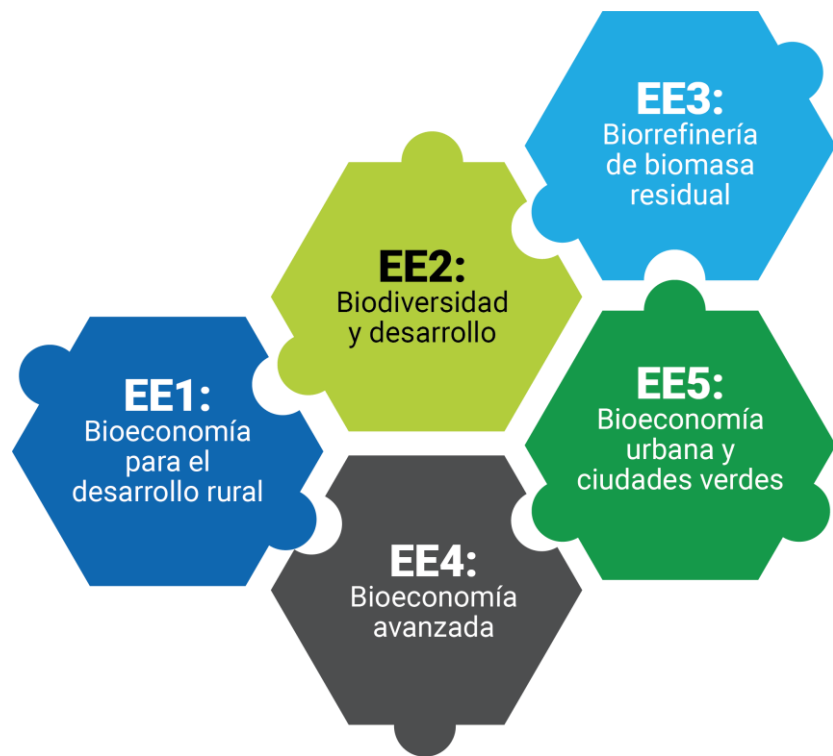 EE3:
Biorrefinería
de biomasa
residual
EE2:
Biodiversidad
y desarrollo
EE1:
Bioeconomía
para el
desarrollo rural
EE5:
Bioeconomía
urbana y
ciudades verdes
EE4:
Bioeconomía
avanzada